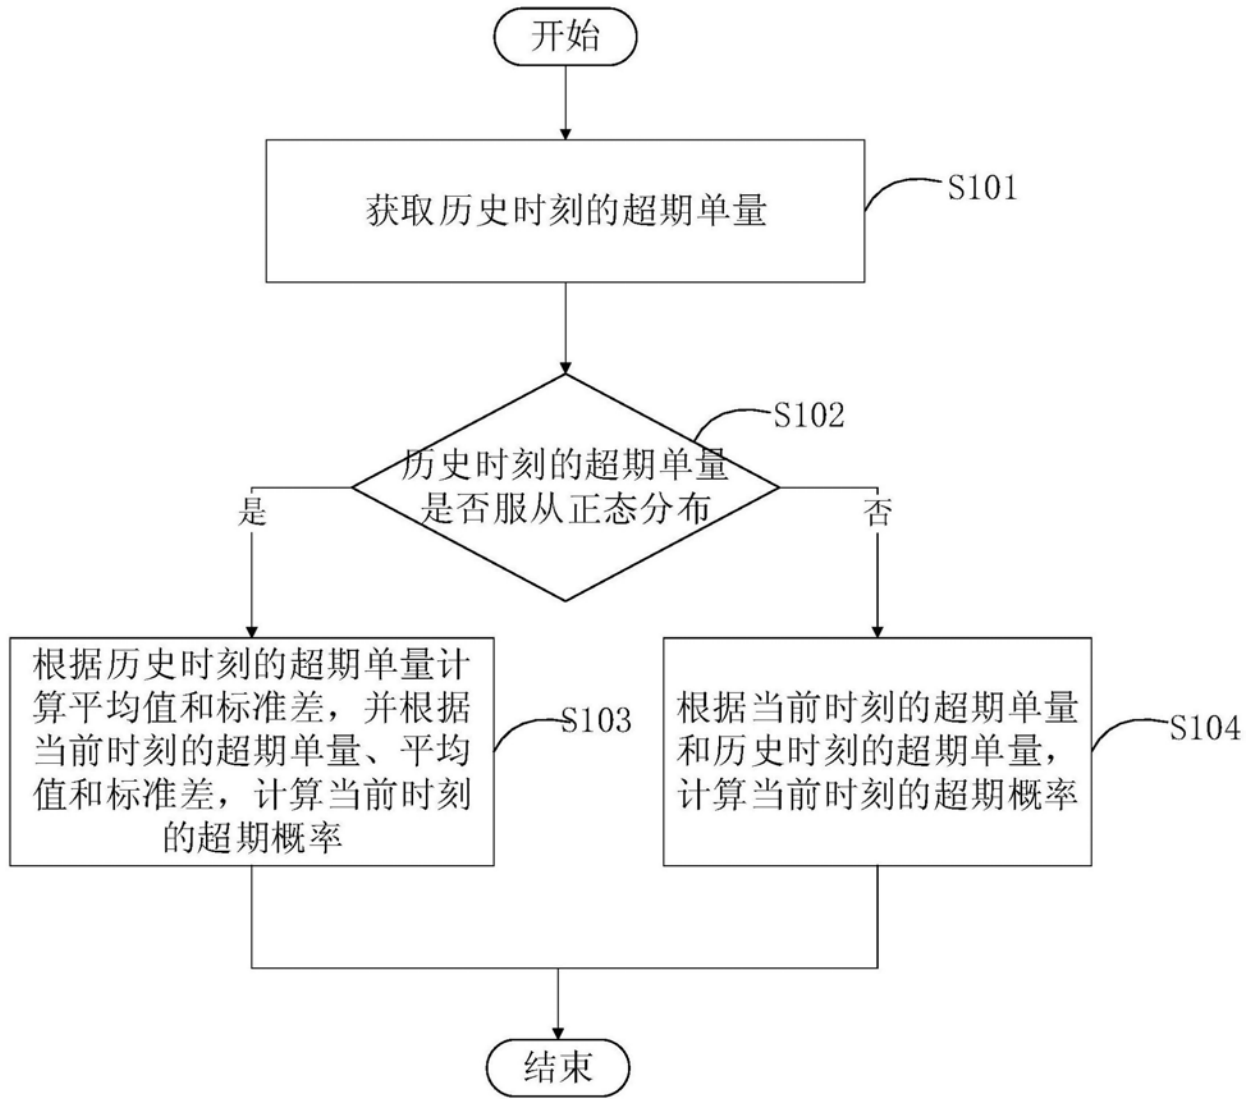 开始
获取历史时刻的超期单量
S101
历史时刻的超期单量
是否服从正态分布
S102
是
否
根据历史时刻的超期单量计
算平均值和标准差，并根据
当前时刻的超期单量、平均
值和标准差，计算当前时刻
的超期概率
S103
根据当前时刻的超期单量
和历史时刻的超期单量，
计算当前时刻的超期概率
S104
结束